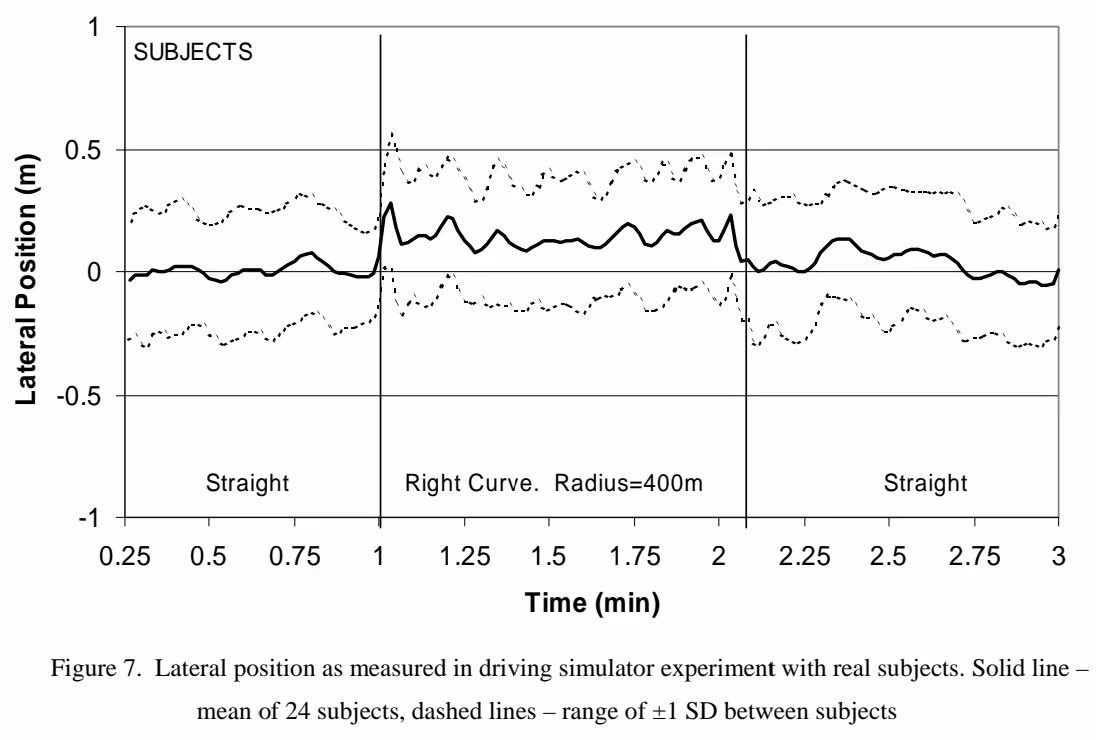 1
SUBJECTS
0.5
0
-0.5
-1
Lateral Position (m)
Straight
Right Curve. Radius=400m
Straight
0.25 0.5 0.75 1 1.25 1.5 1.75 2 2.25 2.5 2.75 3
Time (min)
Figure 7. Lateral position as measured in driving simulator experiment with real subjects. Solid line –
mean of 24 subjects, dashed lines – range of ±1 SD between subjects